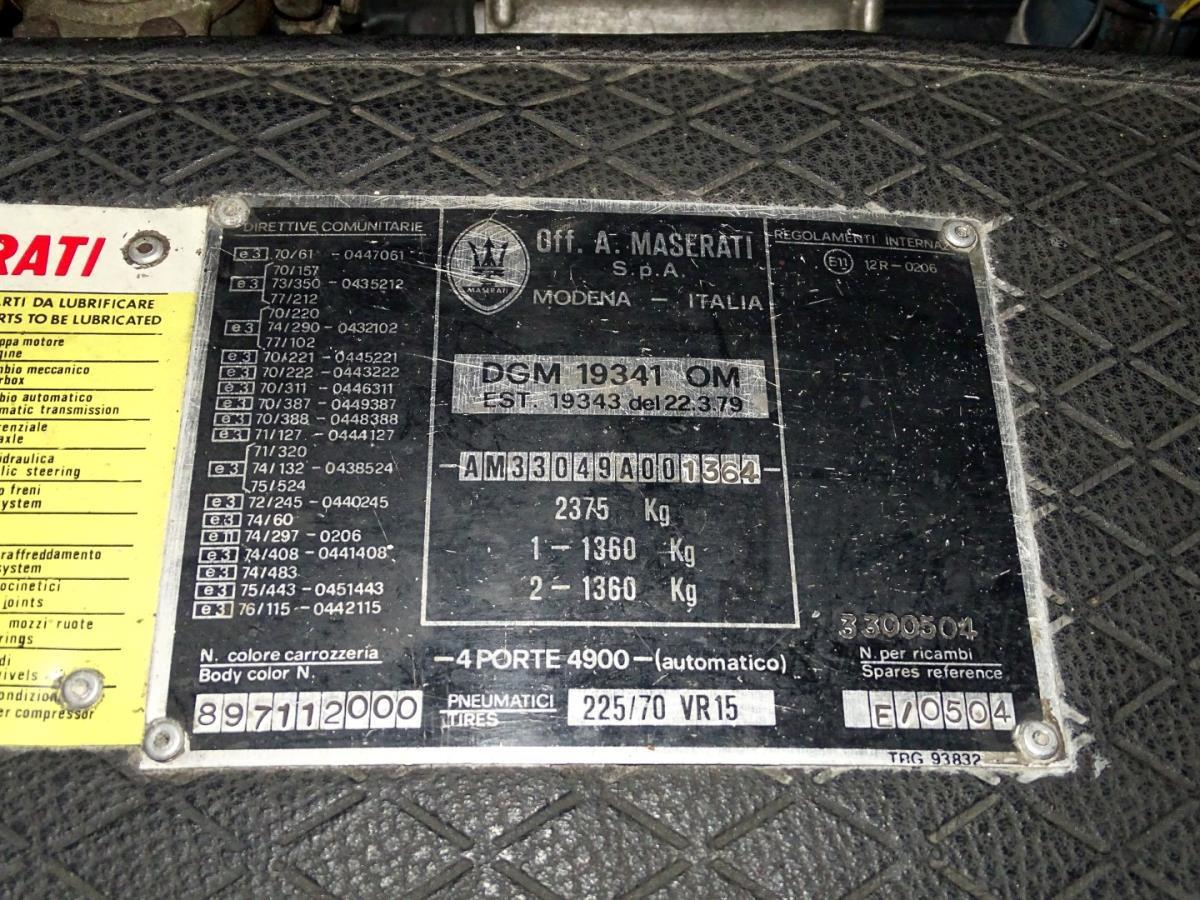 RATI
ARTI DA LUBRIFICARE
RTS TO BE LUBRICATED
ppa motore
gine
mbio meccanico
rbox
bio automatico
matic transmission
erenziale
axle
idraulica
lic steering
o freni
system
raffreddamento
system
ocinetici
joints
mozzi ruote
rings
di
ivels
condizion
er compressor
DIRETTIVE COMUNITARIE
e3 70/61 - 0447061
70/157
e3 73/350 - 0435212
77/212
70/220
e3 74/290 - 0432102
77/102
e3 70/221 - 0445221
e3 70/222 - 0443222
e3 70/311 - 0446311
e3 70/387 - 0449387
e3 70/388 - 0448388
e3 71/127 - 0444127
71/320
e3 74/132 - 0438524
75/524
e3 72/245 - 0440245
e3 74/60
e11 74/297 - 0206
e3 74/408 - 0441408
e3 74/483
e3 75/443 - 0451443
e3 76/115 - 0442115
N. colore carrozzeria
Body color N.
897112000
MASERATI
Off. A. MASERATI
S.p.A.
MODENA - ITALIA
DGM 19341 OM
EST. 19343 del 22.3.79
-AM33049A001364-
2375 Kg
1 - 1360 Kg
2 - 1360 Kg
-4 PORTE 4900-(automatico)
PNEUMATICI
TIRES
225/70 VR15
REGOLAMENTI INTERNAZ
E11 12R-0206
3300504
N. per ricambi
Spares reference
E/0504
TRG 93832